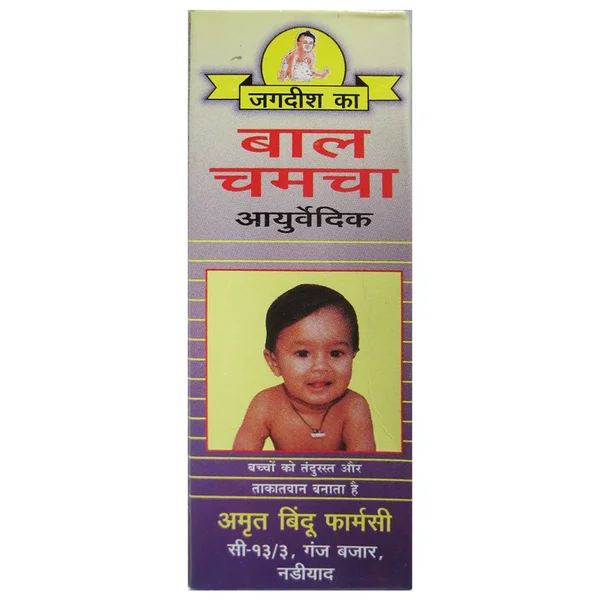 जगदीश का
बाल
चमचा
आयुर्वेदिक
बच्चों को तंदुरस्त और
ताकातवान बनाता है
अमृत बिंदू फार्मसी
सी-१३/३, गंज बजार,
नडीयाद